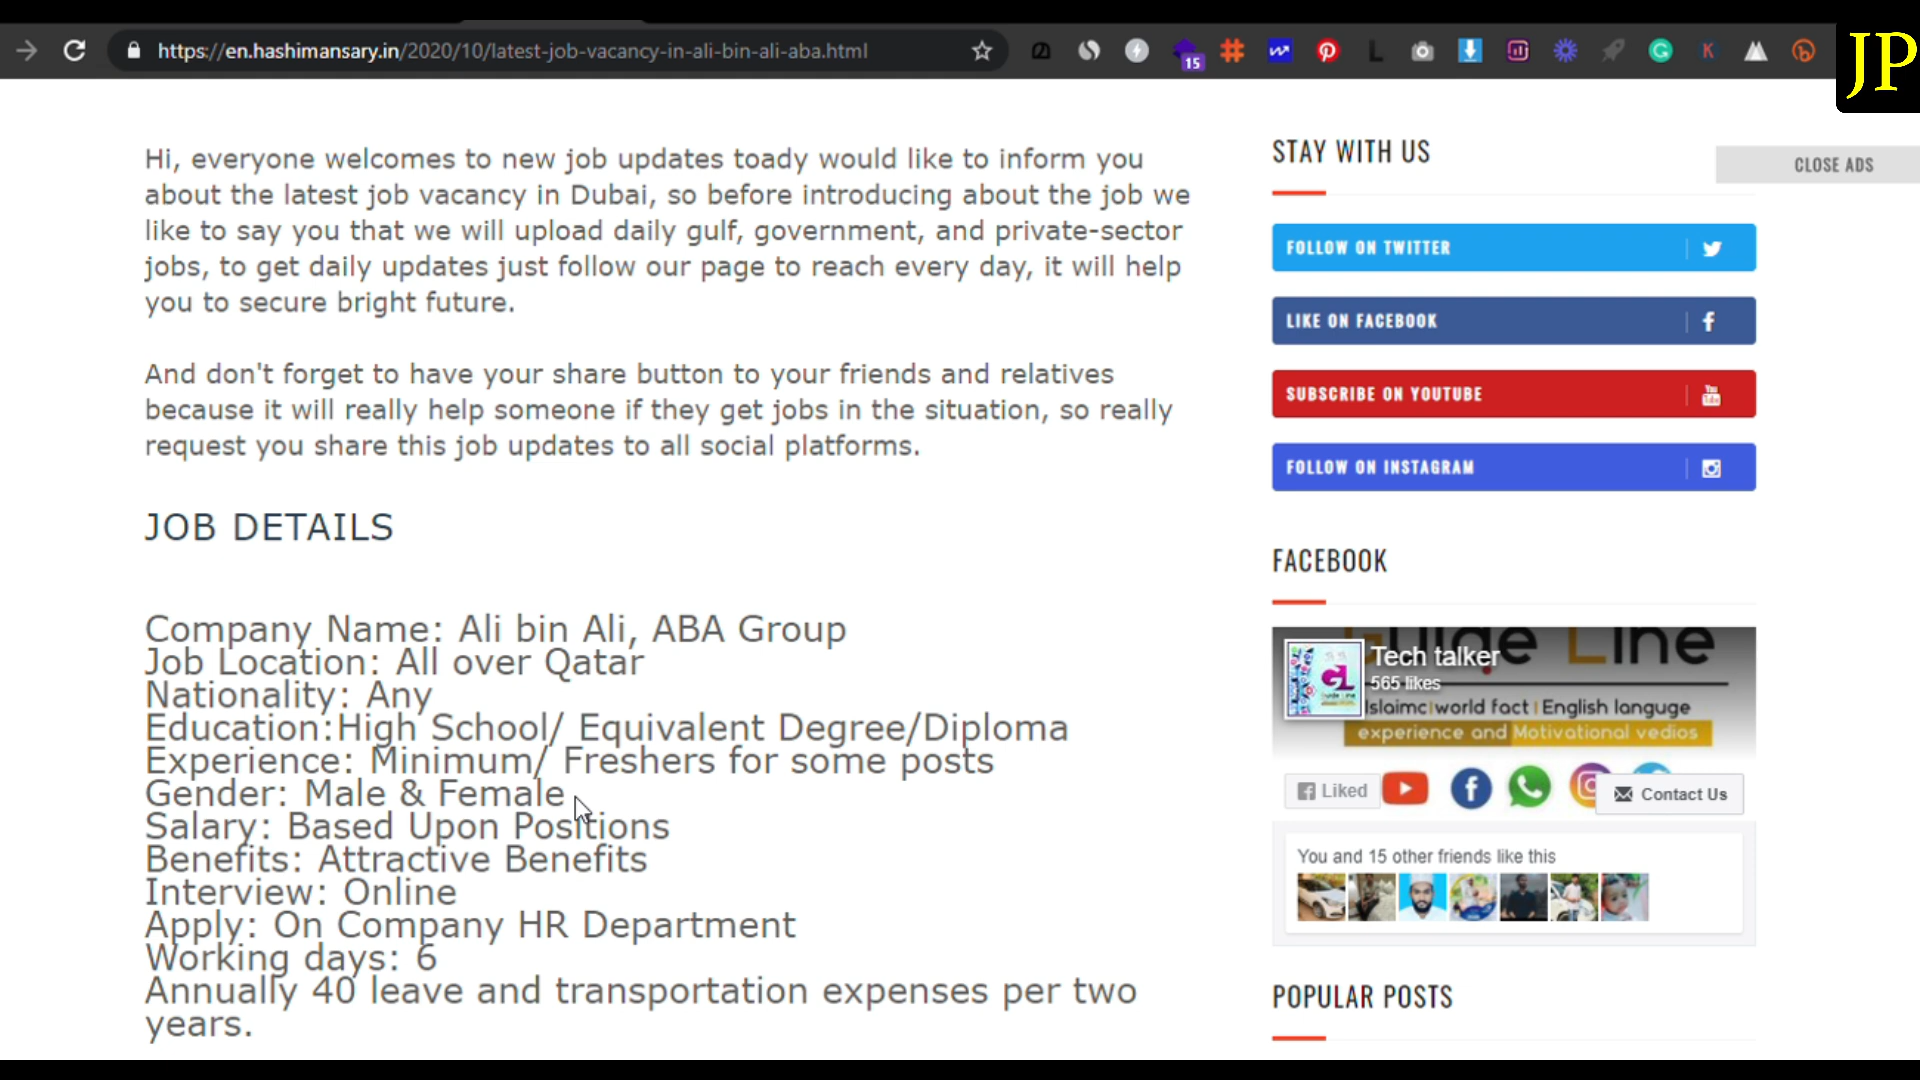 https://en.hashimansary.in/2020/10/latest-job-vacancy-in-ali-bin-ali-aba.html
15
JP
Hi, everyone welcomes to new job updates toady would like to inform you
about the latest job vacancy in Dubai, so before introducing about the job we
like to say you that we will upload daily gulf, government, and private-sector
jobs, to get daily updates just follow our page to reach every day, it will help
you to secure bright future.
And don't forget to have your share button to your friends and relatives
because it will really help someone if they get jobs in the situation, so really
request you share this job updates to all social platforms.
JOB DETAILS
Company Name: Ali bin Ali, ABA Group
Job Location: All over Qatar
Nationality: Any
Education:High School/ Equivalent Degree/Diploma
Experience: Minimum/ Freshers for some posts
Gender: Male & Female
Salary: Based Upon Positions
Benefits: Attractive Benefits
Interview: Online
Apply: On Company HR Department
Working days: 6
Annually 40 leave and transportation expenses per two
years.
STAY WITH US
CLOSE ADS
FOLLOW ON TWITTER
LIKE ON FACEBOOK
SUBSCRIBE ON YOUTUBE
FOLLOW ON INSTAGRAM
FACEBOOK
Guide Line
Tech talker
565 likes
Islaimc world fact English languge
experience and Motivational vedios
Liked
Contact Us
You and 15 other friends like this
POPULAR POSTS